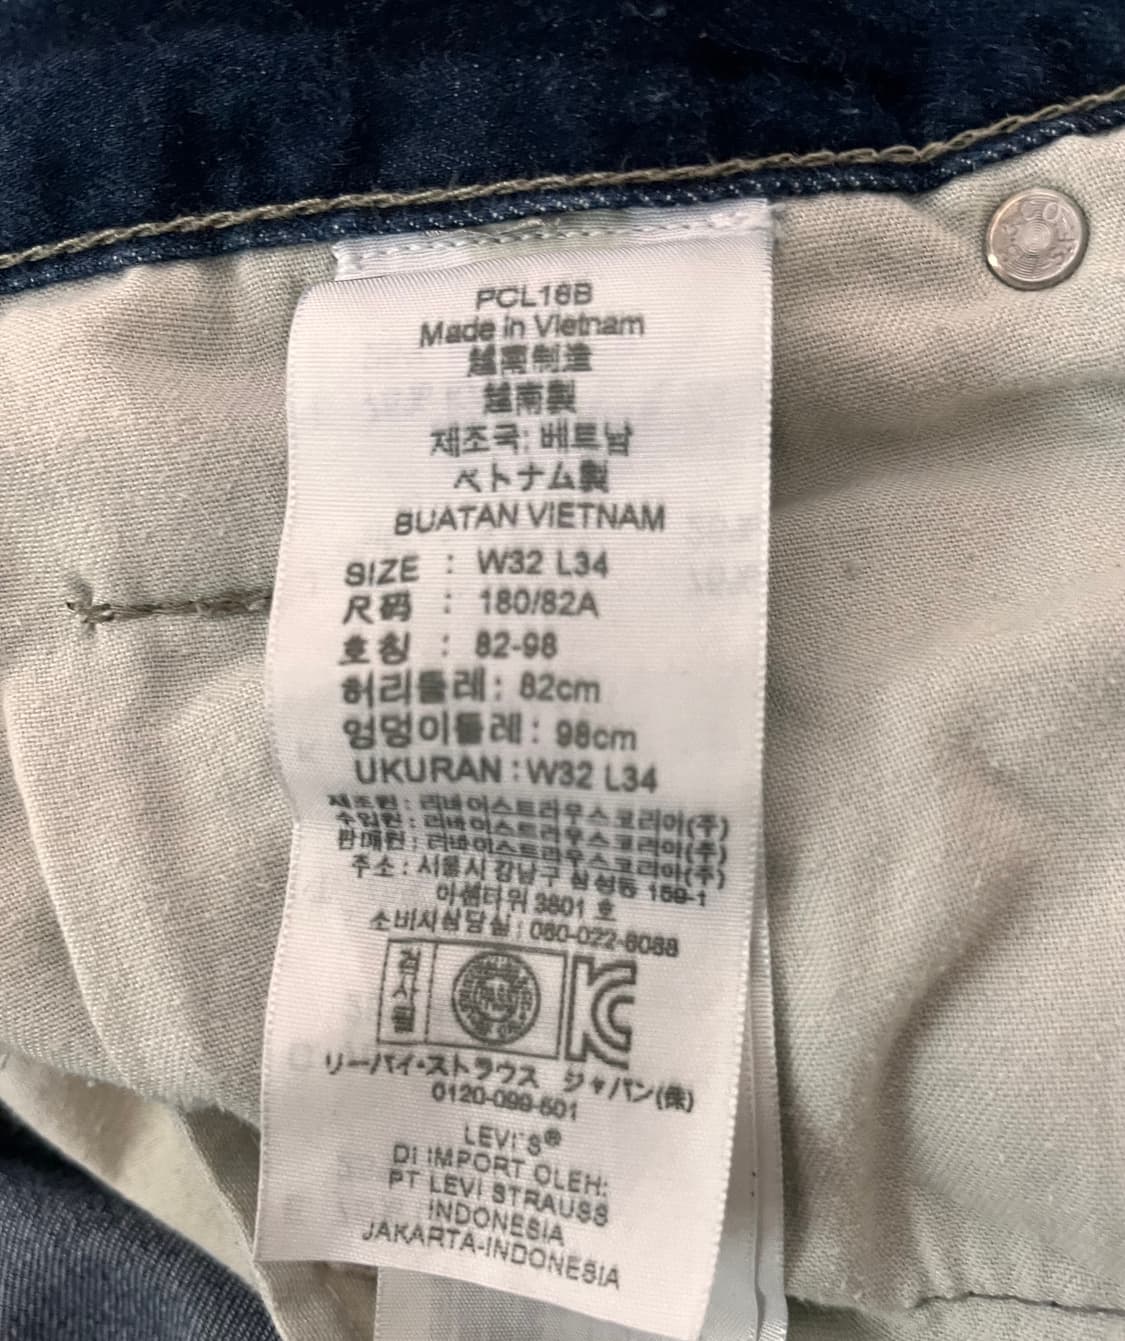 PCL16B
Made in Vietnam
越南制造
越南製
제조국: 베트남
ベトナム製
BUATAN VIETNAM
SIZE : W32 L34
尺码 : 180/82A
호칭 : 82-98
허리둘레: 82cm
엉덩이둘레: 98cm
UKURAN : W32 L34
제조원 : 리바이스트라우스코리아(주)
수입원 : 리바이스트라우스코리아(주)
판매원 : 리바이스트라우스코리아(주)
주소 : 서울시 강남구 삼성동 159-1
아셈타워 3801 호
소비자상담실 : 080-022-8088
검사필
リーバイ・ストラウス ジャパン(株)
0120-099-501
LEVI'S®
DI IMPORT OLEH:
PT LEVI STRAUSS
INDONESIA
JAKARTA-INDONESIA